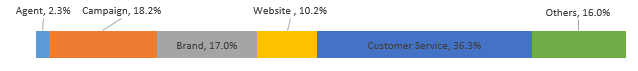 Agent, 2.3%
Campaign, 18.2%
Brand, 17.0%
Website , 10.2%
Customer Service, 36.3%
Others, 16.0%